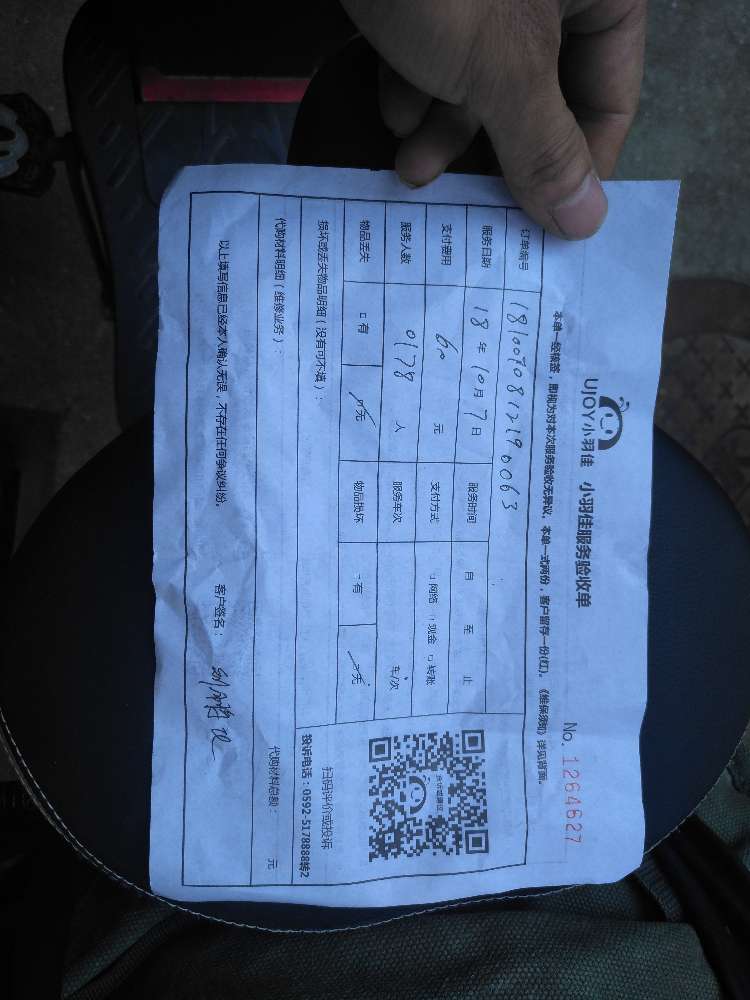 UJOY小羽佳 小羽佳服务验收单
No. 1264627
本单一经核签，即视为对本次服务验收无异议。本单一式两份，客户留存一份(红)。《维保须知》详见背面。
订单编号 181007081219b063
服务日期 18年10月7日 服务时间 自 至 止
支付费用 60 元 支付方式 □网络 □现金 □转账
服务人数 0178 人 服务车次 车/次
物品丢失 □有 □无 物品损坏 □有 □无
损坏或丢失物品明细（没有可不填）：
扫码评价或投标
投诉电话：0592-5178888转2
代购材料明细（维修业务）：
代购材料总额： 元
以上填写信息已经本人确认无误，不存在任何争议纠纷。 客户签名：